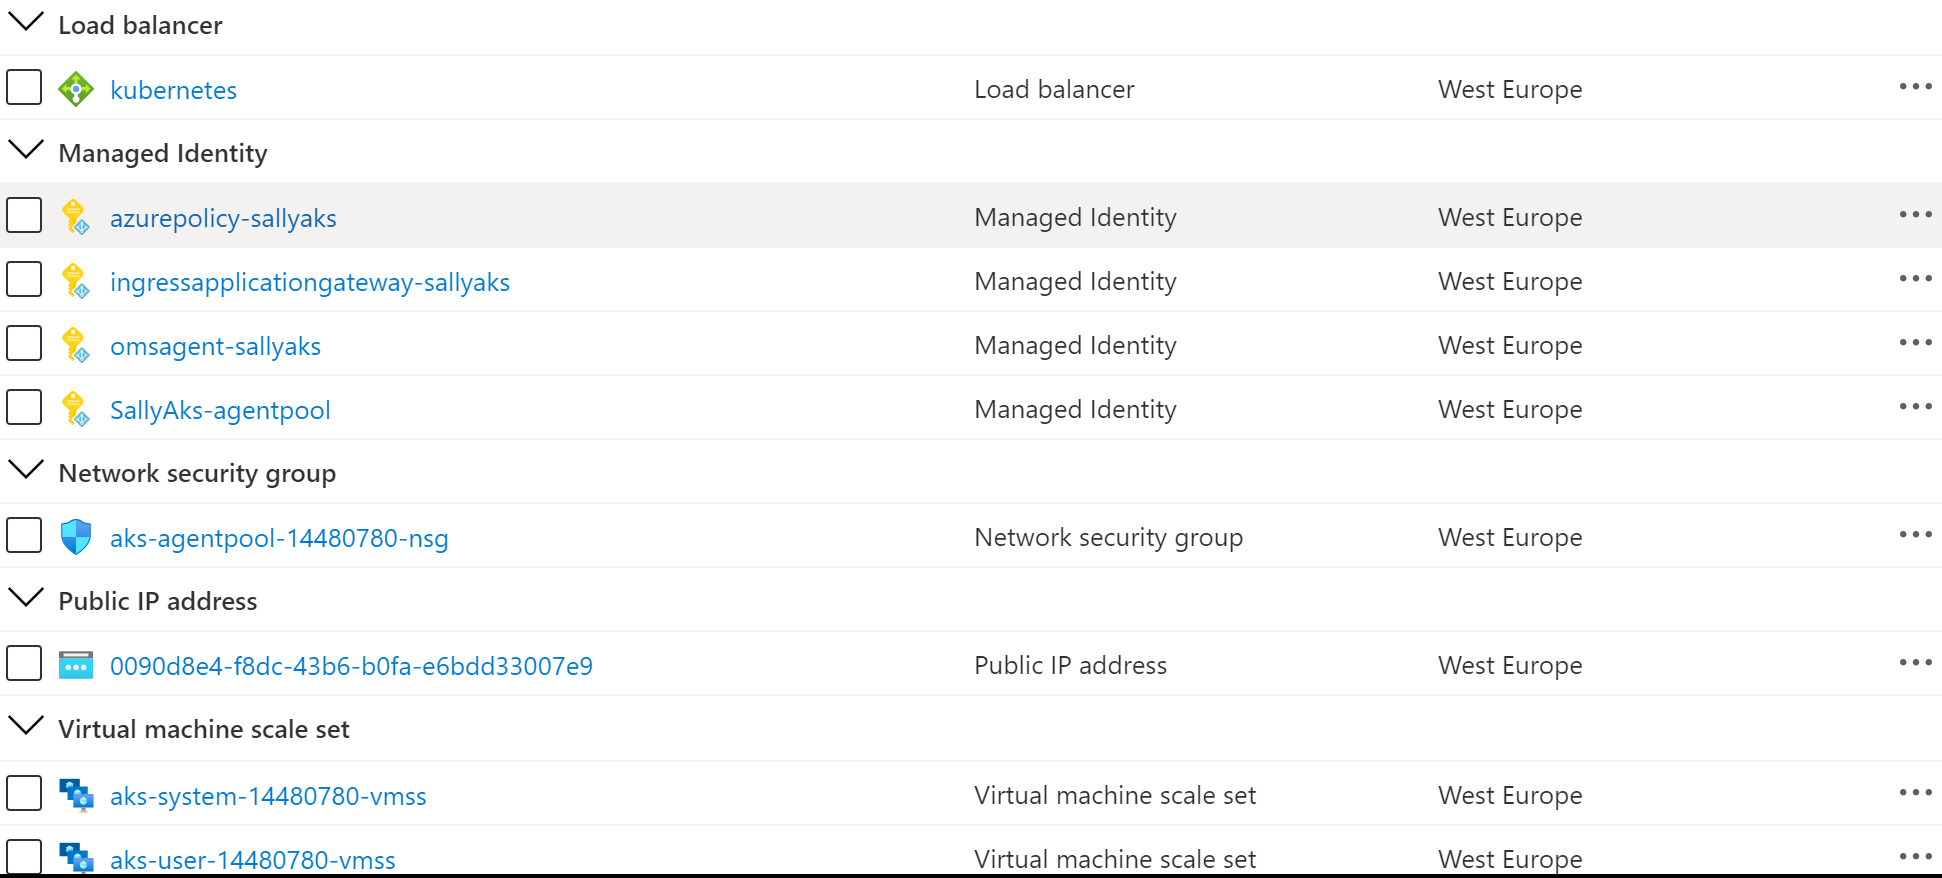 Load balancer
kubernetes Load balancer West Europe
Managed Identity
azurepolicy-sallyaks Managed Identity West Europe
ingressapplicationgateway-sallyaks Managed Identity West Europe
omsagent-sallyaks Managed Identity West Europe
SallyAks-agentpool Managed Identity West Europe
Network security group
aks-agentpool-14480780-nsg Network security group West Europe
Public IP address
0090d8e4-f8dc-43b6-b0fa-e6bdd33007e9 Public IP address West Europe
Virtual machine scale set
aks-system-14480780-vmss Virtual machine scale set West Europe
aks-user-14480780-vmss Virtual machine scale set West Europe